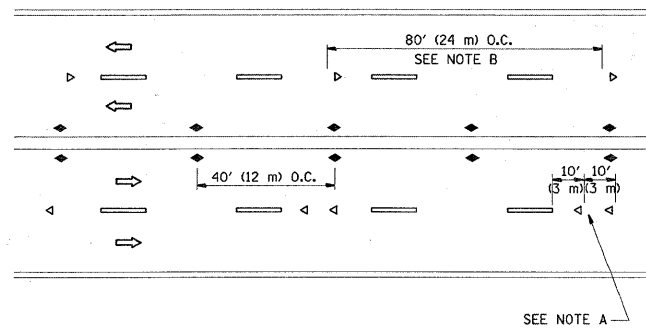 80' (24 m) O.C.
SEE NOTE B
40' (12 m) O.C.
10' 10'
(3 m) (3 m)
SEE NOTE A